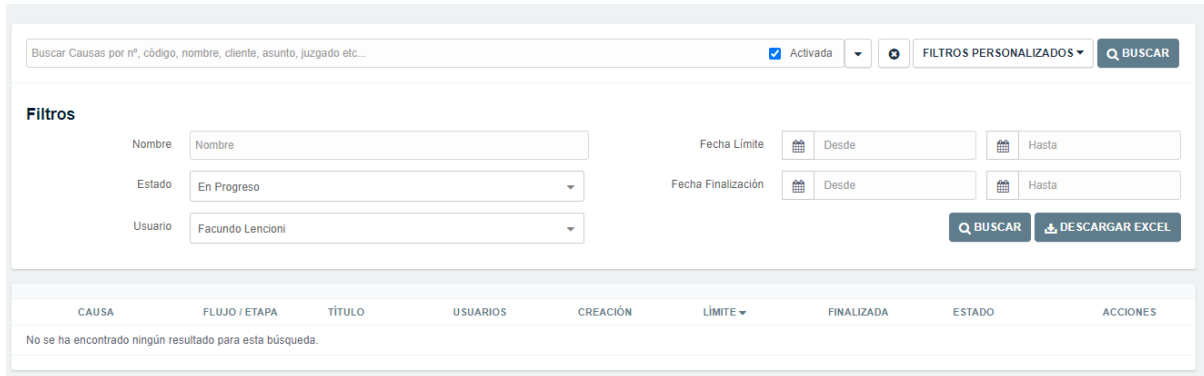 Buscar Causas por nº, código, nombre, cliente, asunto, juzgado etc... Activada FILTROS PERSONALIZADOS BUSCAR
Filtros
Nombre Nombre Fecha Límite Desde Hasta
Estado En Progreso Fecha Finalización Desde Hasta
Usuario Facundo Lencioni BUSCAR DESCARGAR EXCEL
CAUSA FLUJO / ETAPA TÍTULO USUARIOS CREACIÓN LÍMITE FINALIZADA ESTADO ACCIONES
No se ha encontrado ningún resultado para esta búsqueda.